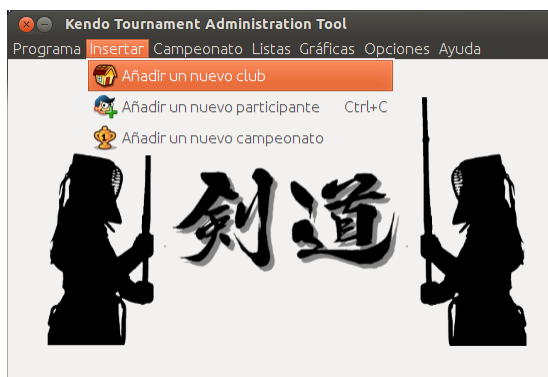 Kendo Tournament Administration Tool
Programa Insertar Campeonato Listas Gráficas Opciones Ayuda
Añadir un nuevo club
Añadir un nuevo participante Ctrl+C
1 Añadir un nuevo campeonato
剣道